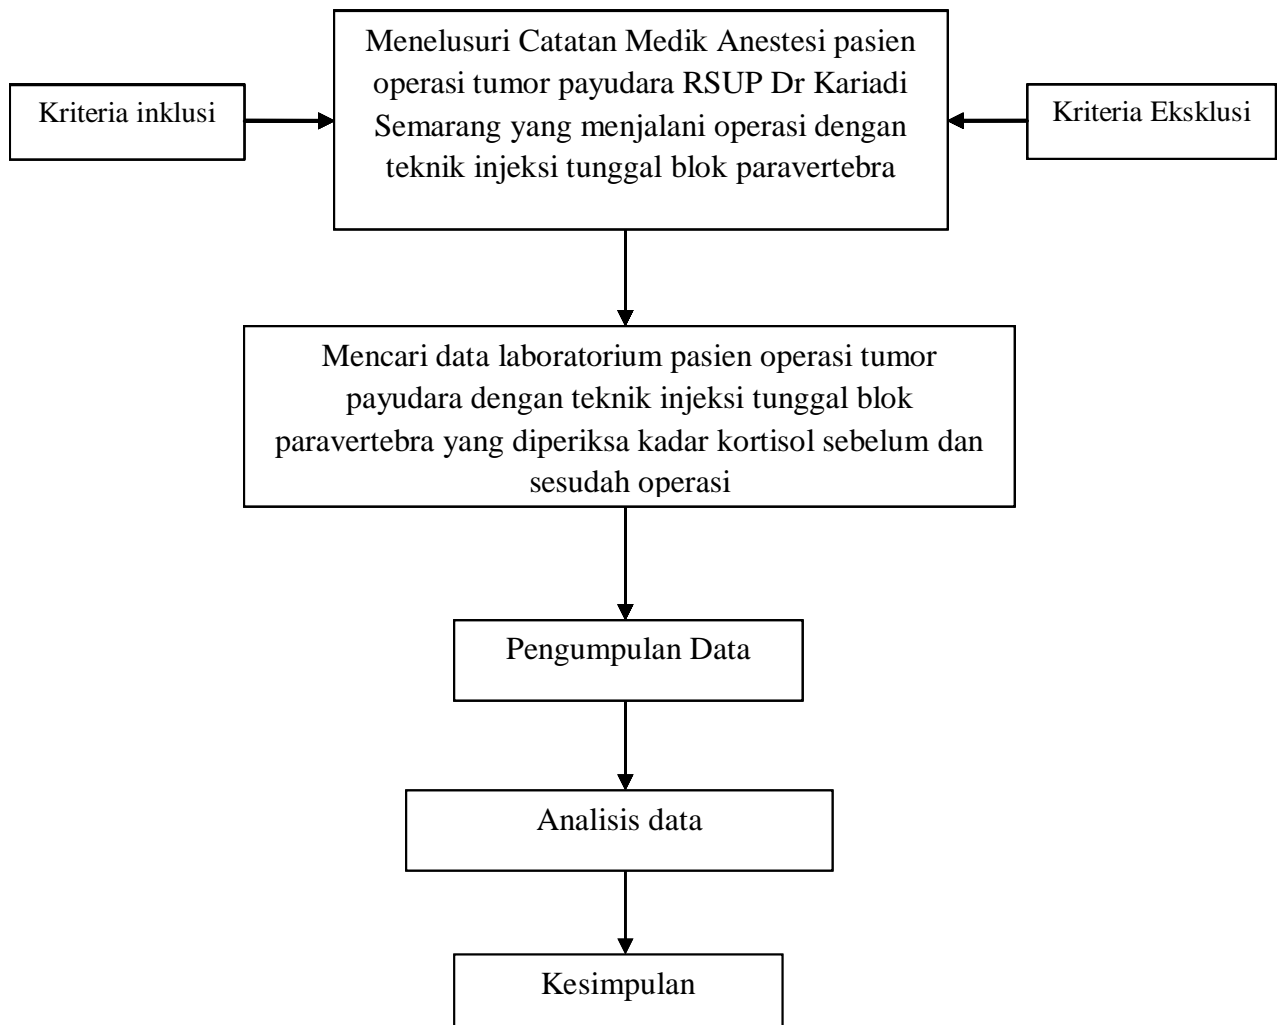 Menelusuri Catatan Medik Anestesi pasien
operasi tumor payudara RSUP Dr Kariadi
Semarang yang menjalani operasi dengan
teknik injeksi tunggal blok paravertebra
Kriteria inklusi
Kriteria Eksklusi
Mencari data laboratorium pasien operasi tumor
payudara dengan teknik injeksi tunggal blok
paravertebra yang diperiksa kadar kortisol sebelum dan
sesudah operasi
Pengumpulan Data
Analisis data
Kesimpulan